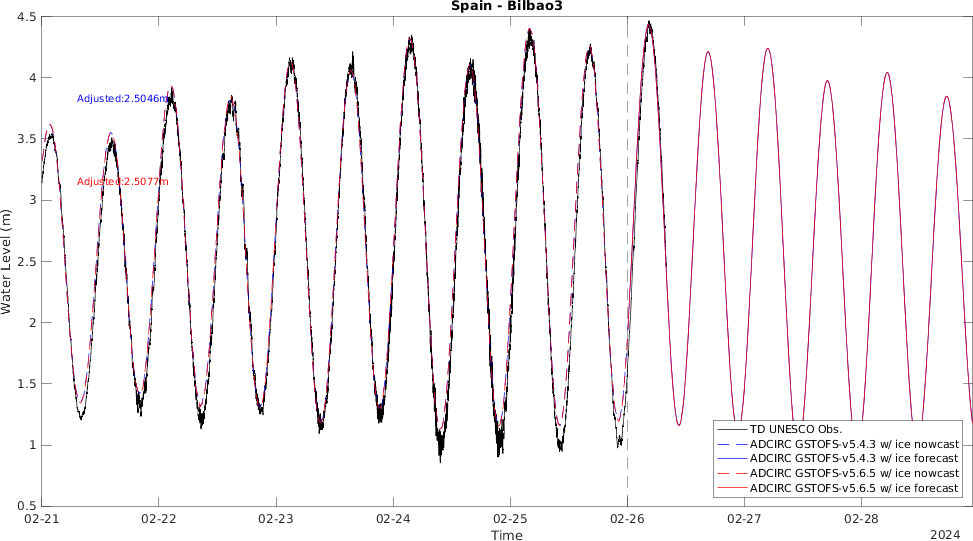 Spain - Bilbao3
4.5
4
3.5
3
2.5
2
1.5
1
0.5
Water Level (m)
Adjusted:2.5046m
Adjusted:2.5077m
TD UNESCO Obs.
ADCIRC GSTOFS-v5.4.3 w/ ice nowcast
ADCIRC GSTOFS-v5.4.3 w/ ice forecast
ADCIRC GSTOFS-v5.6.5 w/ ice nowcast
ADCIRC GSTOFS-v5.6.5 w/ ice forecast
02-21 02-22 02-23 02-24 02-25 02-26 02-27 02-28
Time
2024